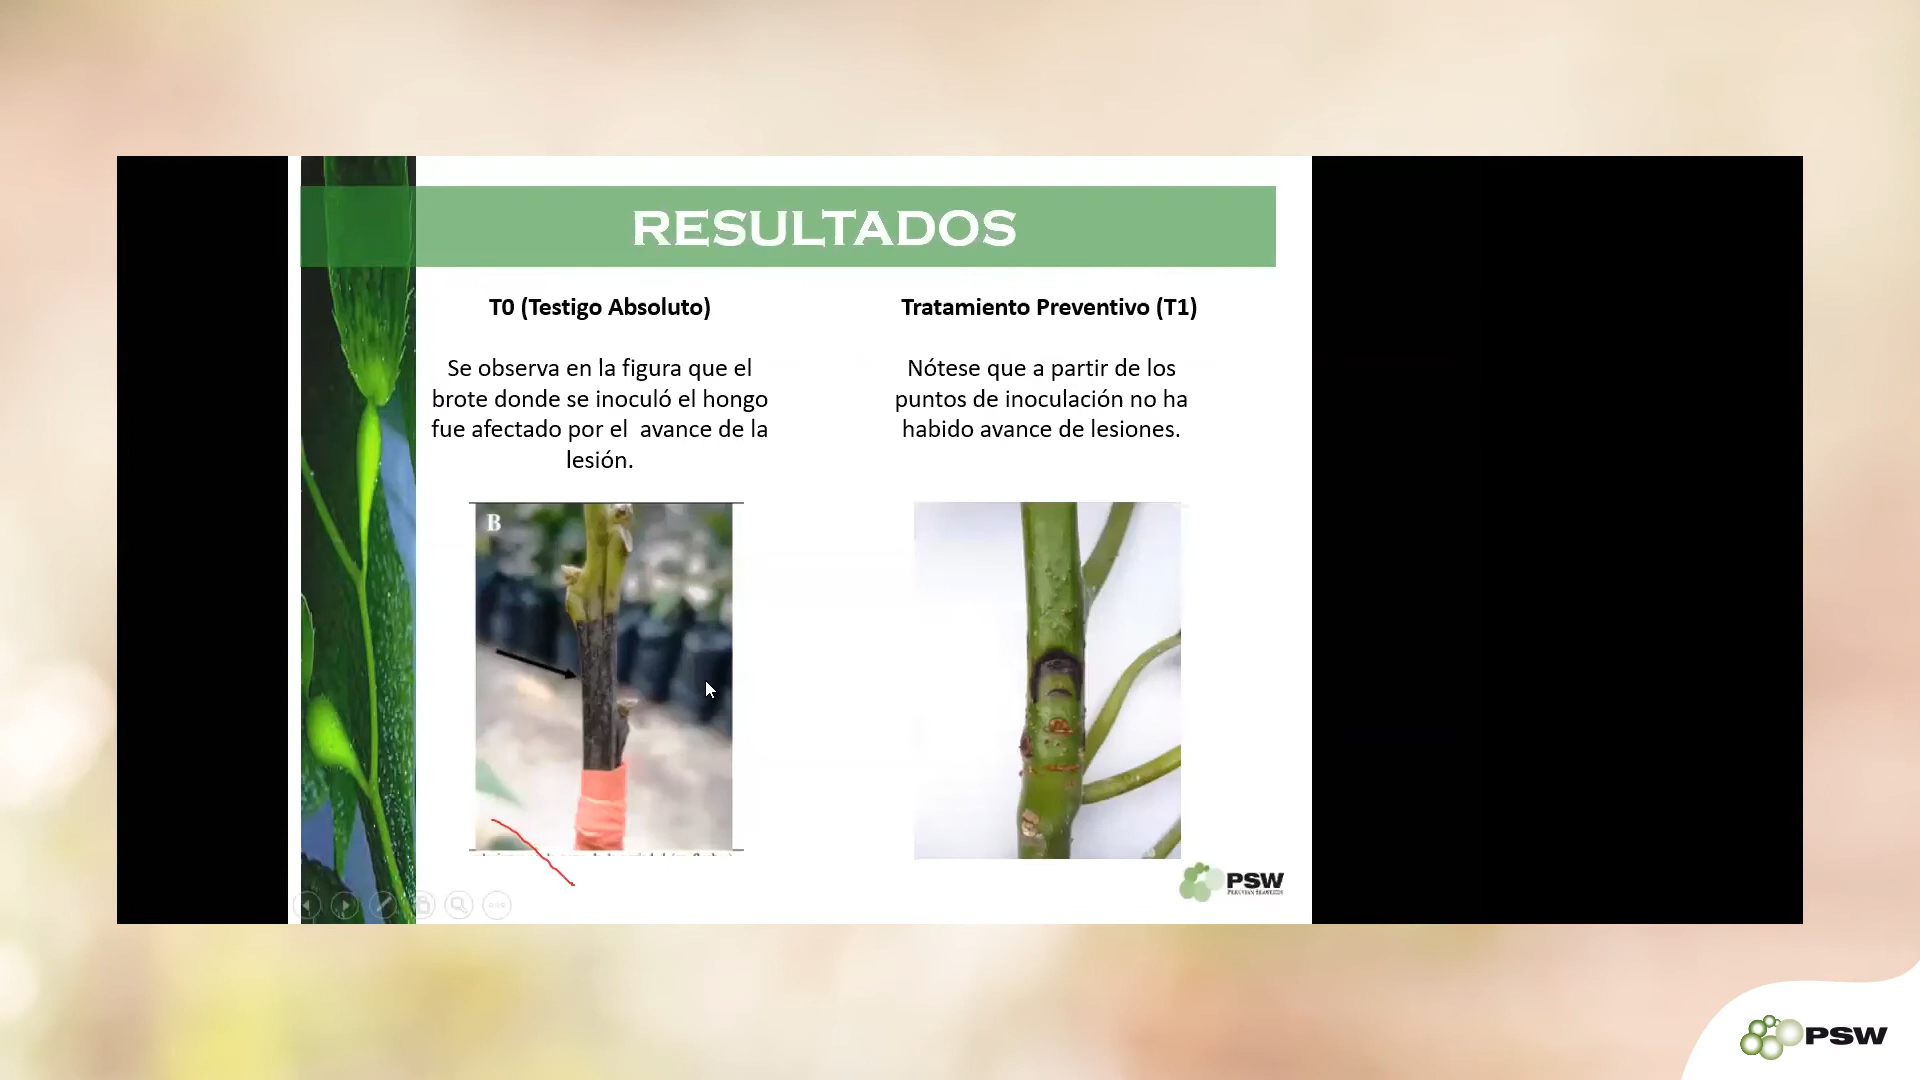 RESULTADOS
T0 (Testigo Absoluto)
Se observa en la figura que el
brote donde se inoculó el hongo
fue afectado por el  avance de la
lesión.
Tratamiento Preventivo (T1)
Nótese que a partir de los
puntos de inoculación no ha
habido avance de lesiones.
B
PSW
PERUVIAN SEAWEEDS
PSW